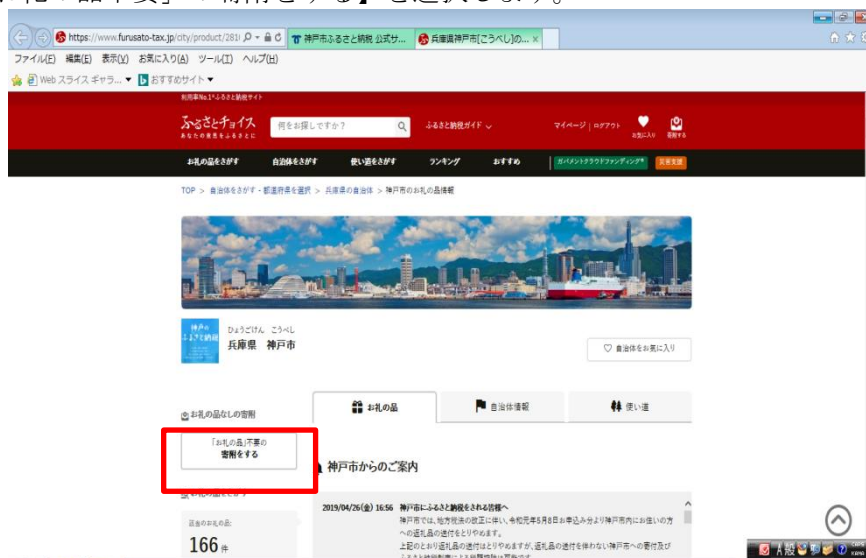 お礼の品不要」の寄附をする】を選択します。
https://www.furusato-tax.jp/city/product/281
神戸市ふるさと納税 公式サ...
兵庫県神戸市[こうべし]の...
ファイル(F) 編集(E) 表示(V) お気に入り(A) ツール(T) ヘルプ(H)
Web スライス ギャラ... ▼ おすすめサイト ▼
利用率No.1*ふるさと納税サイト
ふるさとチョイス
あなたの意思をふるさとに
何をお探しですか?
ふるさと納税ガイド
マイページ | ログアウト
お気に入り
寄附する
お礼の品をさがす 自治体をさがす 使い道をさがす ランキング おすすめ
ガバメントクラウドファンディング®
災害支援
TOP > 自治体をさがす・都道府県を選択 > 兵庫県の自治体 > 神戸市のお礼の品情報
神戸の
ふるさと納税
ひょうごけん こうべし
兵庫県 神戸市
♡ 自治体をお気に入り
お礼の品なしの寄附
お礼の品
自治体情報
使い道
「お礼の品」不要の
寄附をする
神戸市からのご案内
2019/04/26(金) 16:56 神戸市にふるさと納税をされる皆様へ
神戸市では、地方税法の改正に伴い、令和元年5月8日お申込み分より神戸市内にお住いの方
への返礼品の送付をとりやめます。
上記のとおり返礼品の送付はとりやめますが、返礼品の送付を伴わない神戸市への寄付及び
該当のお礼の品:
166 件